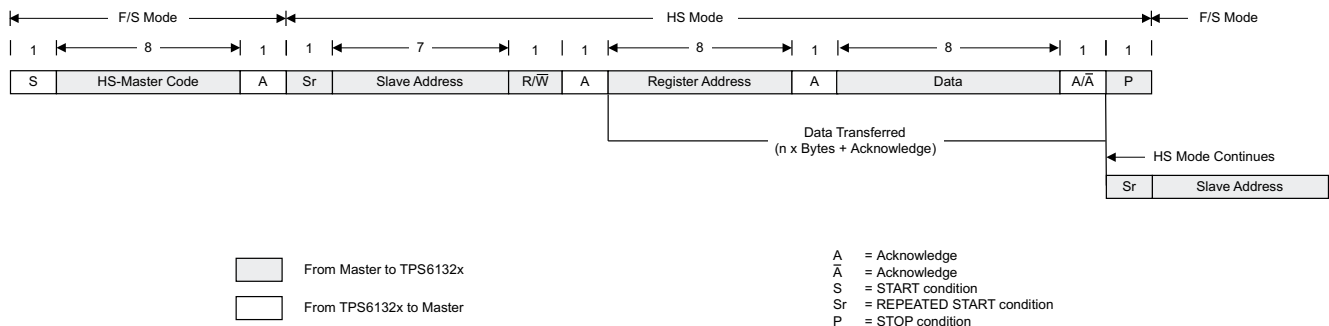 F/S Mode HS Mode F/S Mode
1 8 1 1 7 1 1 8 1 8 1 1
S HS-Master Code A Sr Slave Address R/W̅ A Register Address A Data A/A̅ P
Data Transferred
(n x Bytes + Acknowledge)
HS Mode Continues
Sr Slave Address
From Master to TPS6132x
From TPS6132x to Master
A = Acknowledge
A̅ = Acknowledge
S = START condition
Sr = REPEATED START condition
P = STOP condition